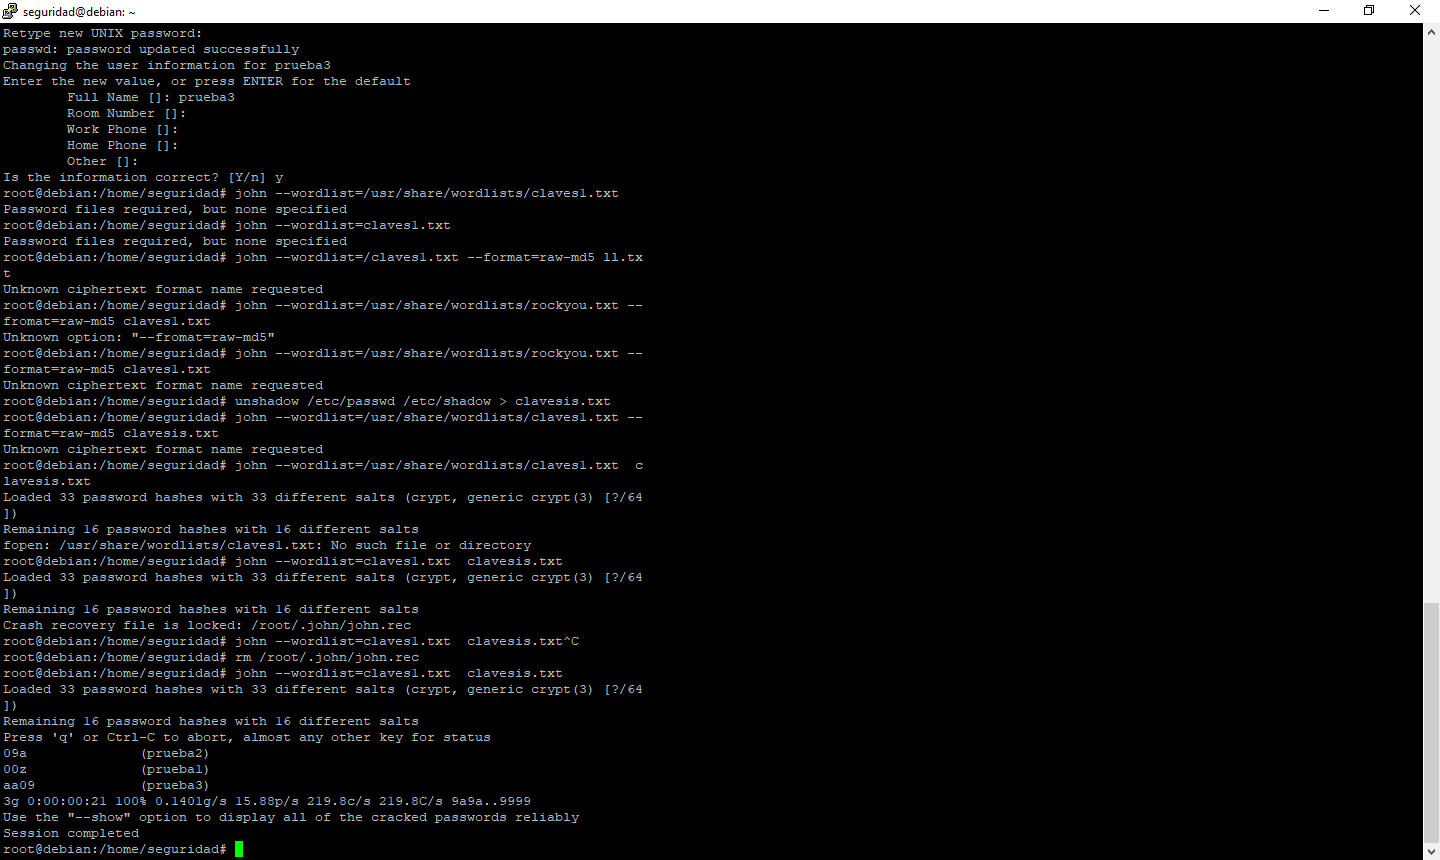 seguridad@debian: ~
Retype new UNIX password:
passwd: password updated successfully
Changing the user information for prueba3
Enter the new value, or press ENTER for the default
        Full Name []: prueba3
        Room Number []:
        Work Phone []:
        Home Phone []:
        Other []:
Is the information correct? [Y/n] y
root@debian:/home/seguridad# john --wordlist=/usr/share/wordlists/claves1.txt
Password files required, but none specified
root@debian:/home/seguridad# john --wordlist=claves1.txt
Password files required, but none specified
root@debian:/home/seguridad# john --wordlist=/claves1.txt --format=raw-md5 ll.tx
t
Unknown ciphertext format name requested
root@debian:/home/seguridad# john --wordlist=/usr/share/wordlists/rockyou.txt --
fromat=raw-md5 claves1.txt
Unknown option: "--fromat=raw-md5"
root@debian:/home/seguridad# john --wordlist=/usr/share/wordlists/rockyou.txt --
format=raw-md5 claves1.txt
Unknown ciphertext format name requested
root@debian:/home/seguridad# unshadow /etc/passwd /etc/shadow > clavesis.txt
root@debian:/home/seguridad# john --wordlist=/usr/share/wordlists/claves1.txt --
format=raw-md5 clavesis.txt
Unknown ciphertext format name requested
root@debian:/home/seguridad# john --wordlist=/usr/share/wordlists/claves1.txt  c
lavesis.txt
Loaded 33 password hashes with 33 different salts (crypt, generic crypt(3) [?/64
])
Remaining 16 password hashes with 16 different salts
fopen: /usr/share/wordlists/claves1.txt: No such file or directory
root@debian:/home/seguridad# john --wordlist=claves1.txt  clavesis.txt
Loaded 33 password hashes with 33 different salts (crypt, generic crypt(3) [?/64
])
Remaining 16 password hashes with 16 different salts
Crash recovery file is locked: /root/.john/john.rec
root@debian:/home/seguridad# john --wordlist=claves1.txt  clavesis.txt^C
root@debian:/home/seguridad# rm /root/.john/john.rec
root@debian:/home/seguridad# john --wordlist=claves1.txt  clavesis.txt
Loaded 33 password hashes with 33 different salts (crypt, generic crypt(3) [?/64
])
Remaining 16 password hashes with 16 different salts
Press 'q' or Ctrl-C to abort, almost any other key for status
09a              (prueba2)
00z              (prueba1)
aa09             (prueba3)
3g 0:00:00:21 100% 0.1401g/s 15.88p/s 219.8c/s 219.8C/s 9a9a..9999
Use the "--show" option to display all of the cracked passwords reliably
Session completed
root@debian:/home/seguridad#